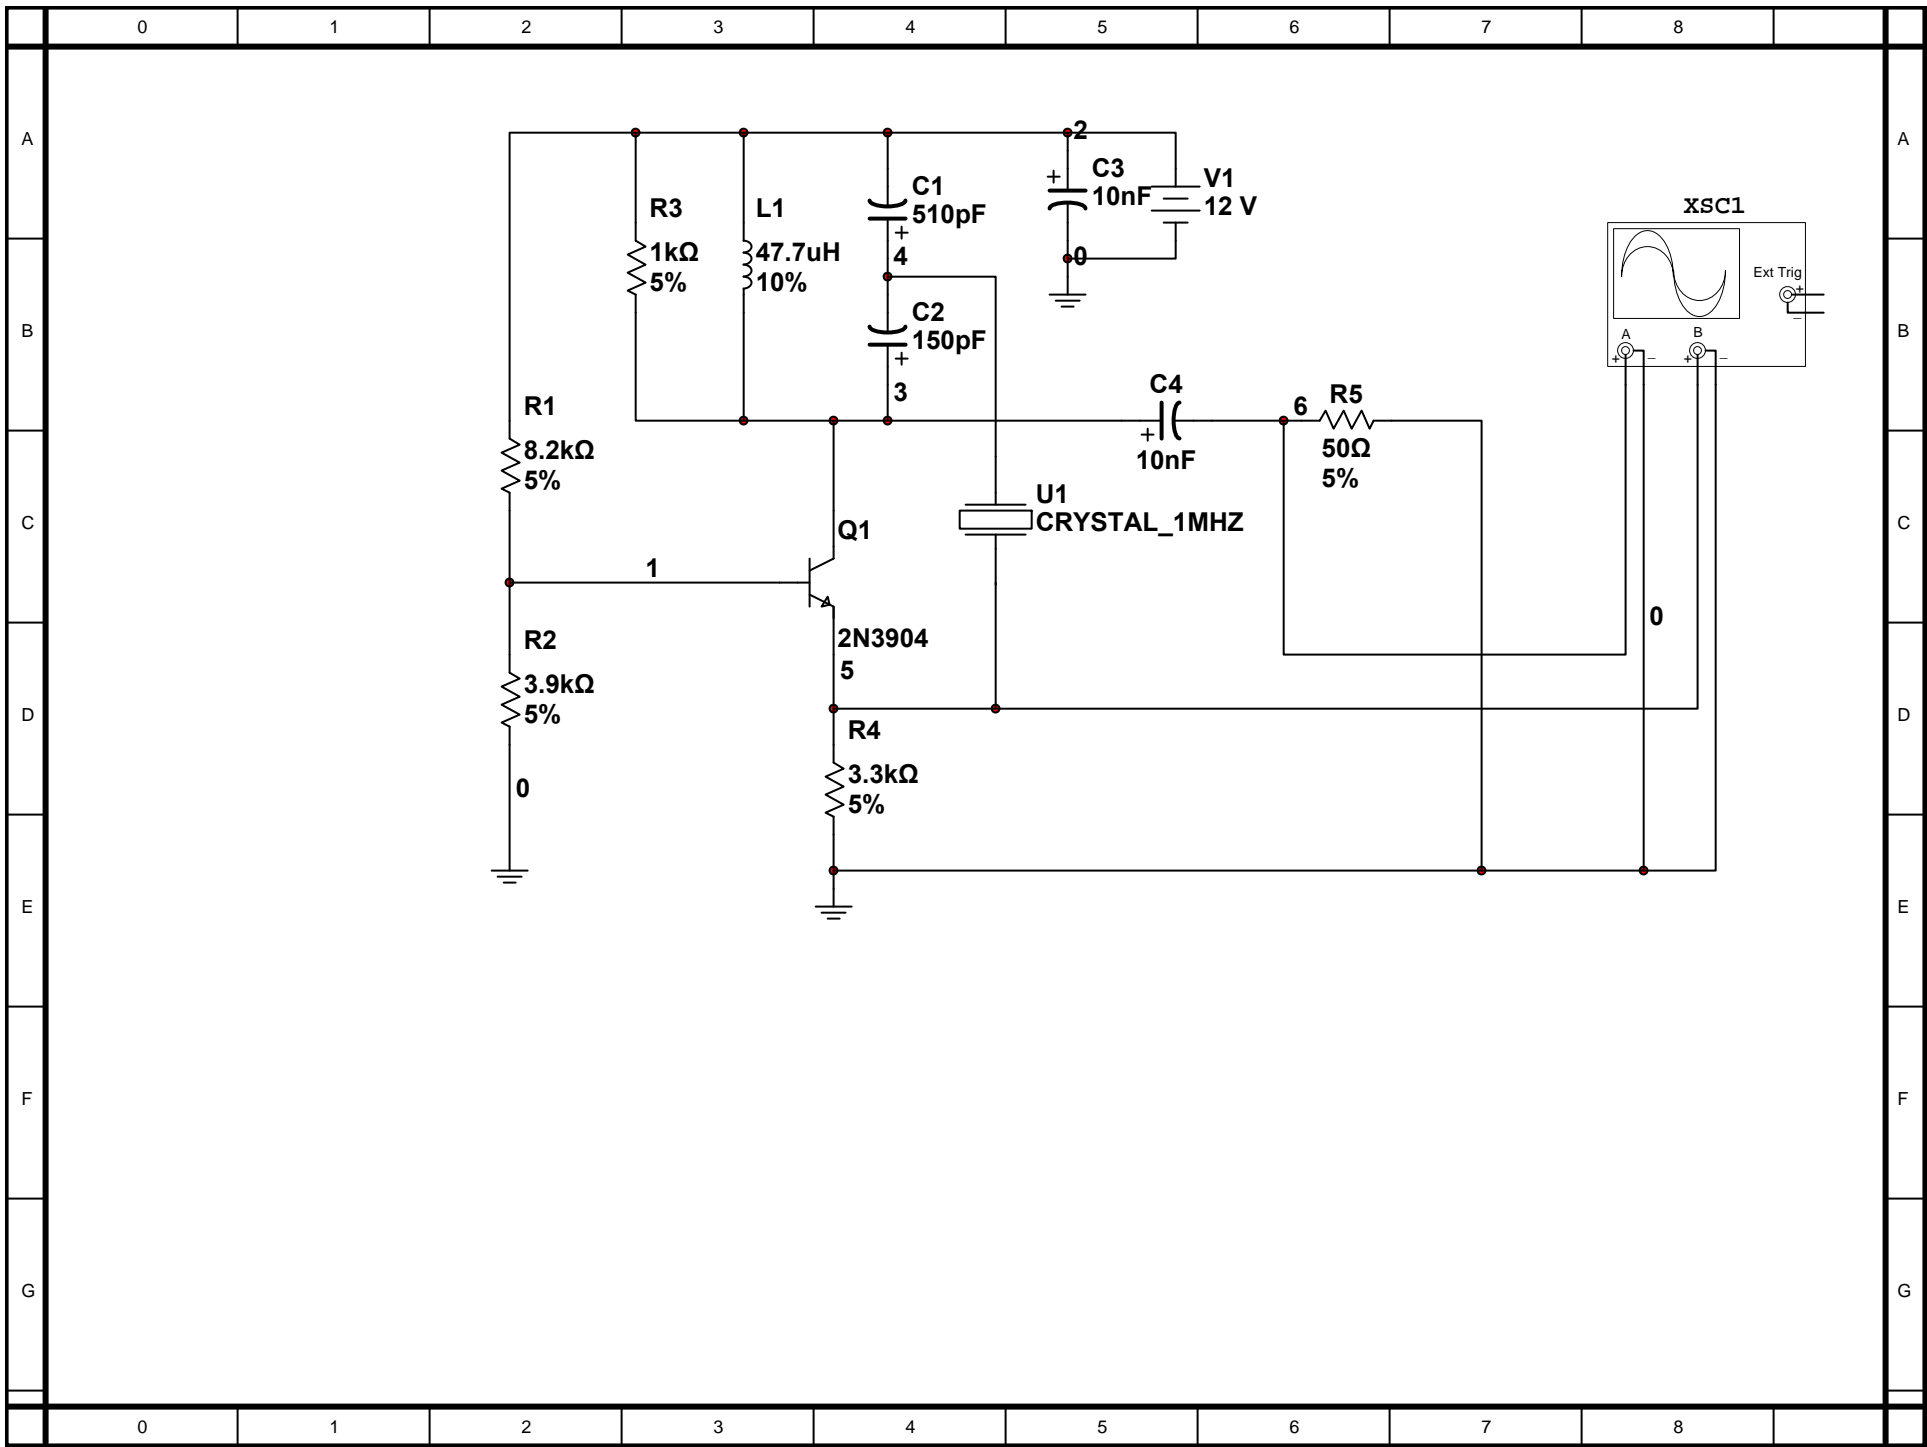 0 1 2 3 4 5 6 7 8
A
A
2
C3
10nF
V1
12 V
C1
510pF
+
+
R3
1kΩ
5%
L1
47.7uH
10%
4
0
XSC1
Ext Trig
+
_
A
B
+
_
+
_
B
B
C2
150pF
+
3
R1
8.2kΩ
5%
C4
+
10nF
6
R5
50Ω
5%
U1
CRYSTAL_1MHZ
C
C
Q1
1
2N3904
5
0
R2
3.9kΩ
5%
D
D
R4
3.3kΩ
5%
0
E
E
F
F
G
G
0 1 2 3 4 5 6 7 8